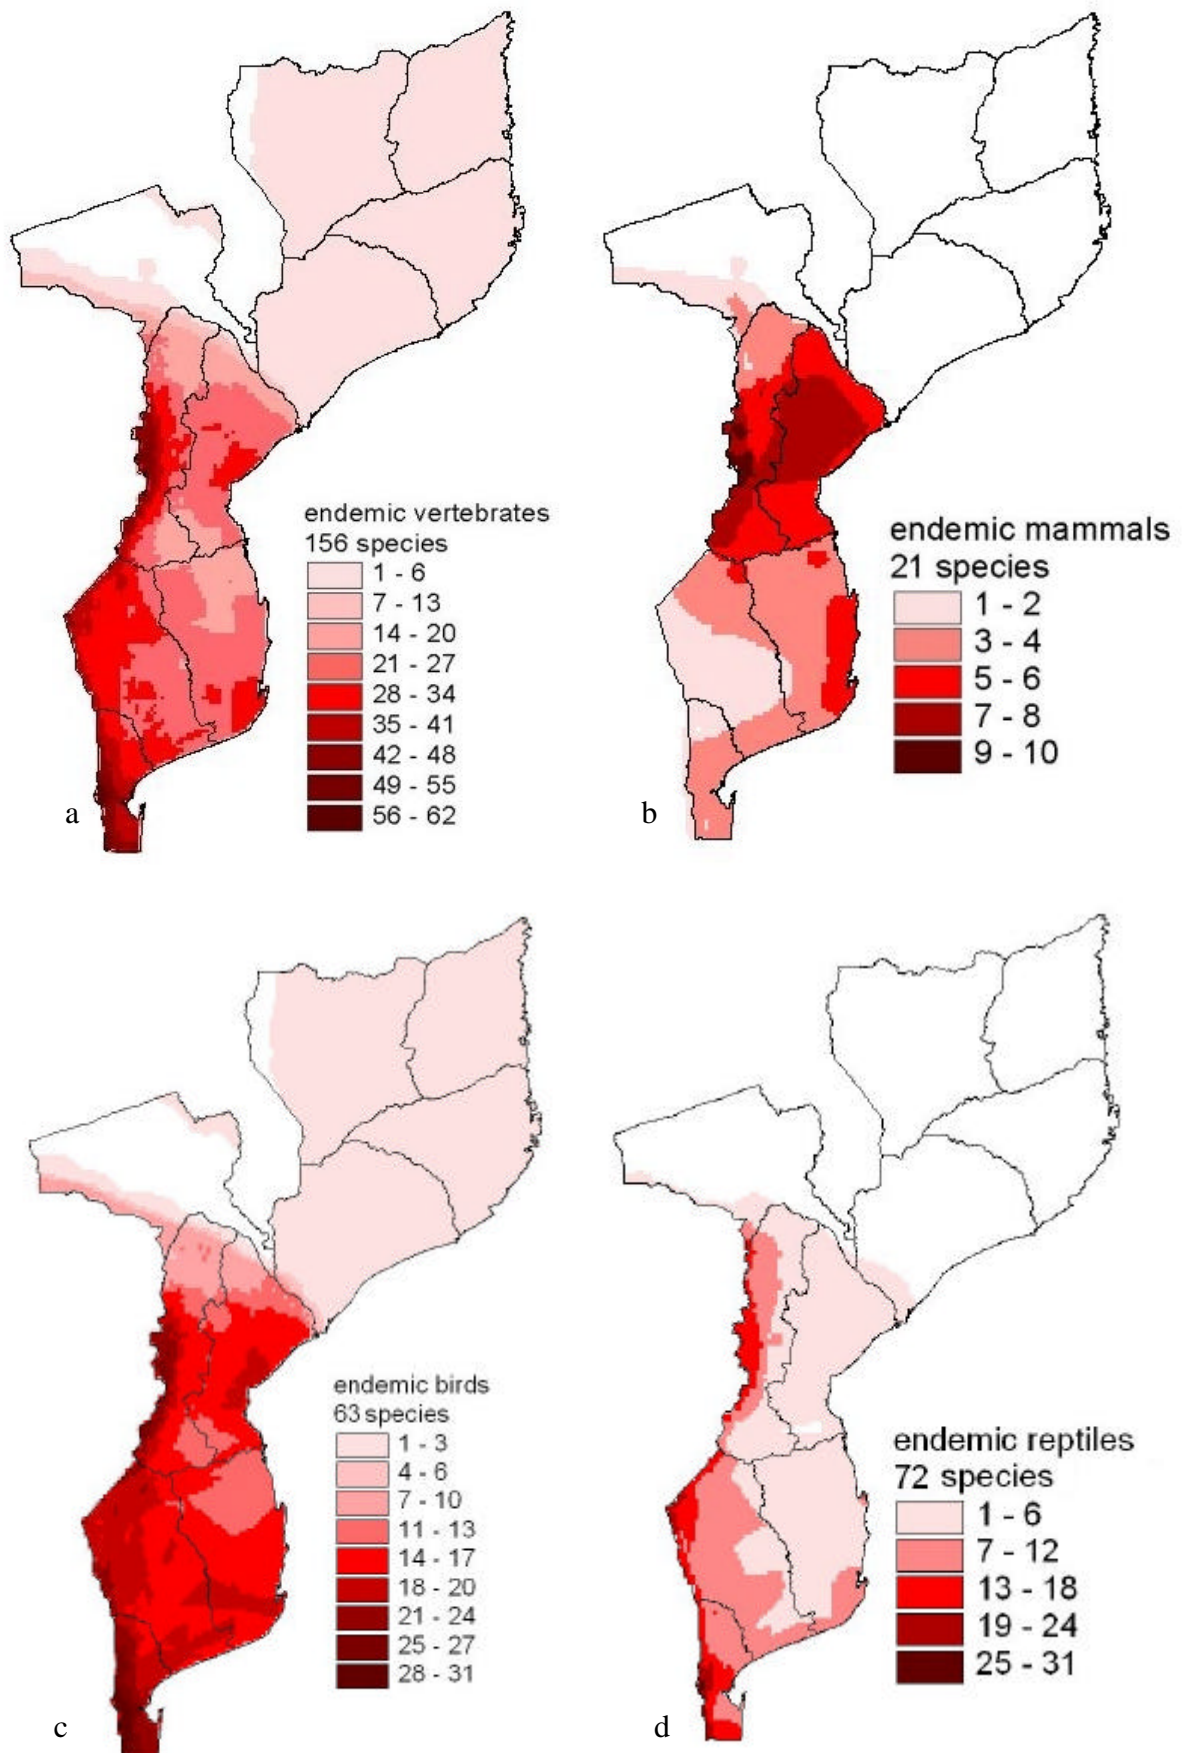 endemic vertebrates
156 species
1 - 6
7 - 13
14 - 20
21 - 27
28 - 34
35 - 41
42 - 48
49 - 55
56 - 62
a
endemic mammals
21 species
1 - 2
3 - 4
5 - 6
7 - 8
9 - 10
b
endemic birds
63 species
1 - 3
4 - 6
7 - 10
11 - 13
14 - 17
18 - 20
21 - 24
25 - 27
28 - 31
c
endemic reptiles
72 species
1 - 6
7 - 12
13 - 18
19 - 24
25 - 31
d